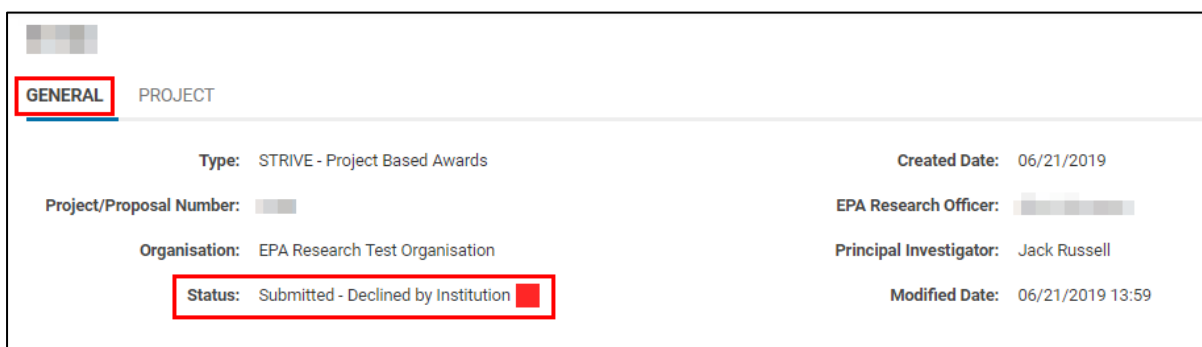 GENERAL PROJECT
Type: STRIVE - Project Based Awards Created Date: 06/21/2019
Project/Proposal Number: EPA Research Officer:
Organisation: EPA Research Test Organisation Principal Investigator: Jack Russell
Status: Submitted - Declined by Institution Modified Date: 06/21/2019 13:59